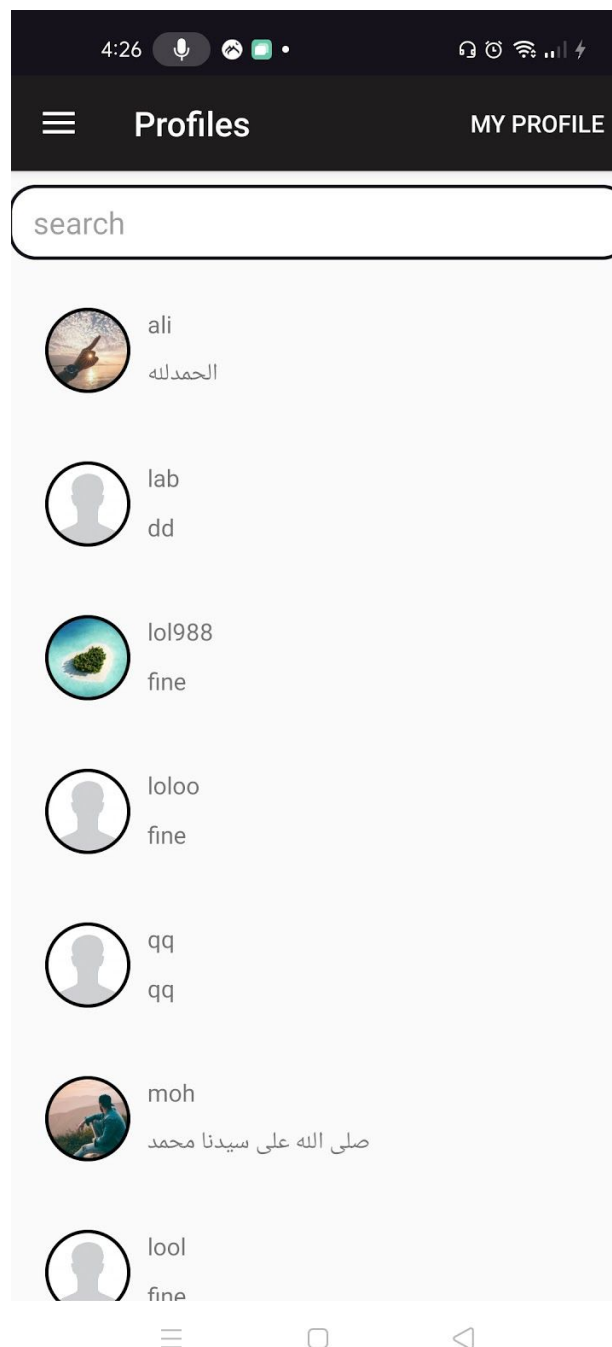 4:26
Profiles
MY PROFILE
search
ali
الحمدلله
lab
dd
lol988
fine
loloo
fine
qq
qq
moh
صلى الله على سيدنا محمد
lool
fine